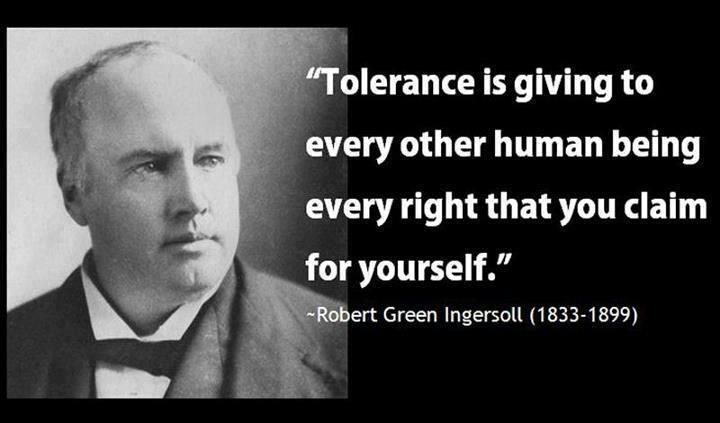 “Tolerance is giving to
every other human being
every right that you claim
for yourself.”
~Robert Green Ingersoll (1833-1899)